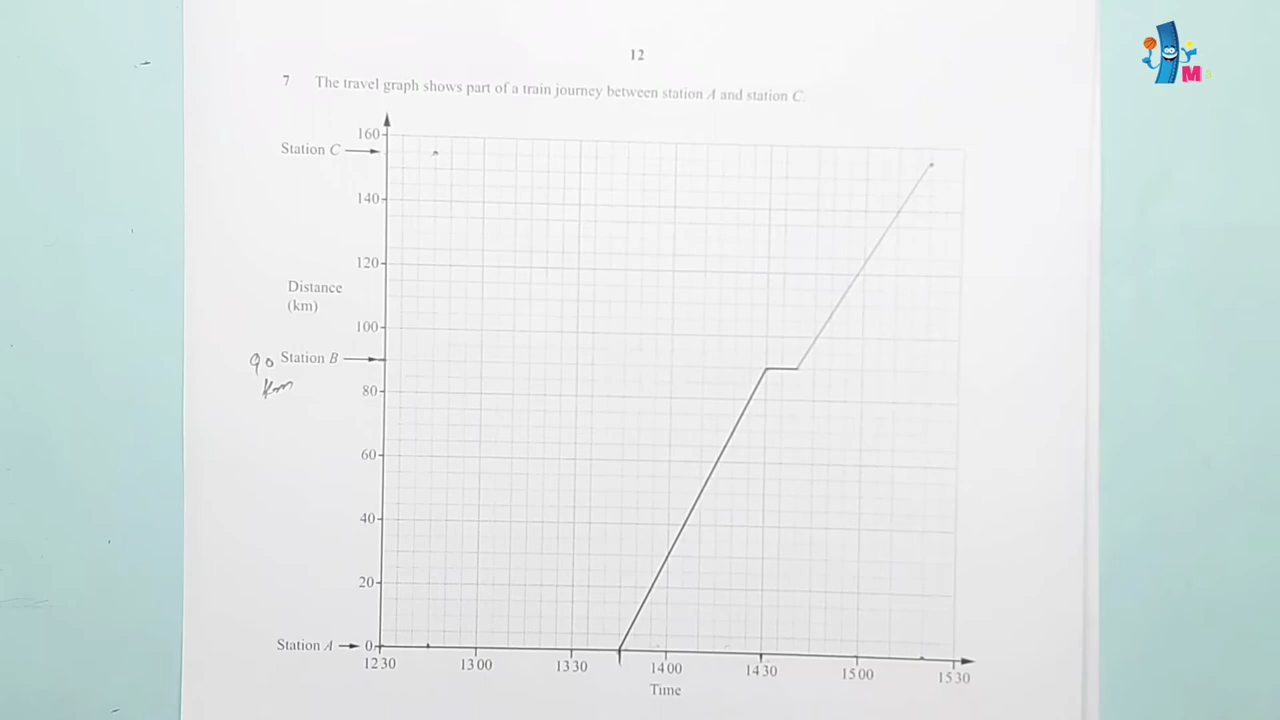 12
7 The travel graph shows part of a train journey between station A and station C.
160
Station C
140
120
Distance
(km)
100
90 Station B
km
80
60
40
20
Station A 0
1230 1300 1330 1400 1430 1500 1530
Time
M